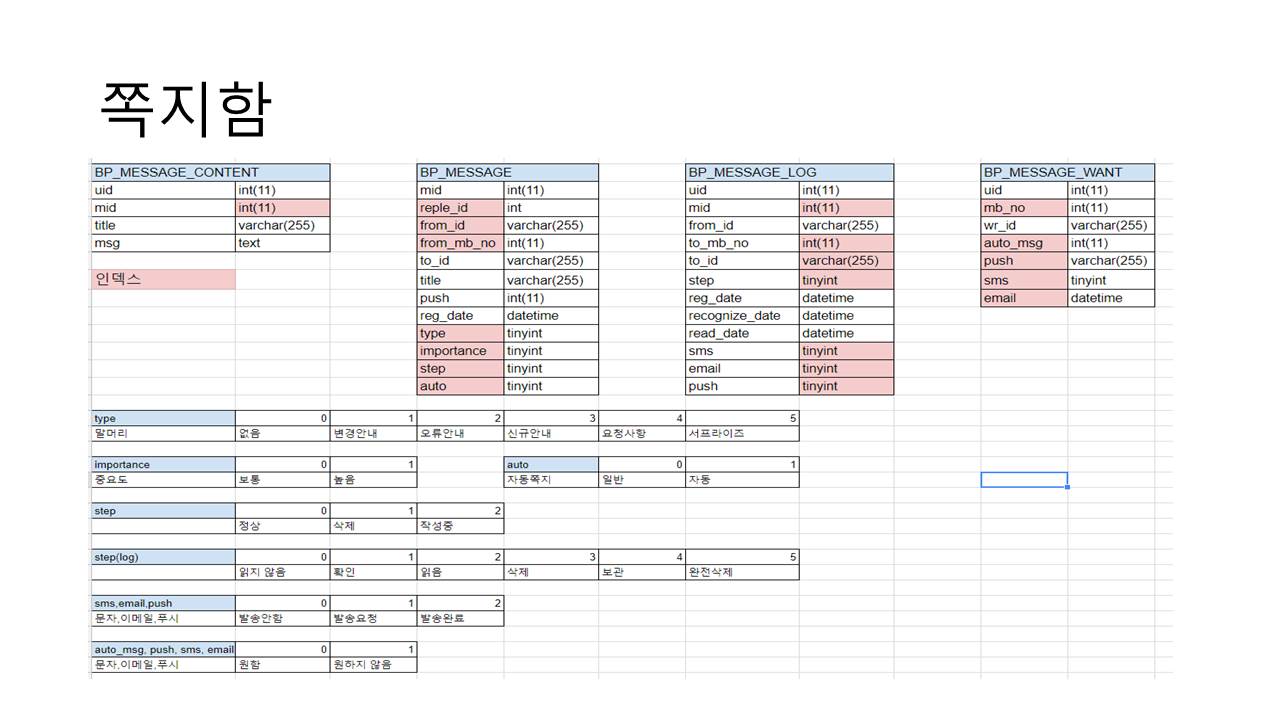 쪽지함
BP_MESSAGE_CONTENT BP_MESSAGE BP_MESSAGE_LOG BP_MESSAGE_WANT
uid int(11) mid int(11) uid int(11) uid int(11)
mid int(11) reple_id int mid int(11) mb_no int(11)
title varchar(255) from_id varchar(255) from_id varchar(255) wr_id varchar(255)
msg text from_mb_no int(11) to_mb_no int(11) auto_msg int(11)
to_id varchar(255) to_id varchar(255) push varchar(255)
인덱스 title varchar(255) step tinyint sms tinyint
push int(11) reg_date datetime email datetime
reg_date datetime recognize_date datetime
type tinyint read_date datetime
importance tinyint sms tinyint
step tinyint email tinyint
auto tinyint push tinyint
type 0 1 2 3 4 5
말머리 없음 변경안내 오류안내 신규안내 요청사항 서프라이즈
importance 0 1 auto 0 1
중요도 보통 높음 자동쪽지 일반 자동
step 0 1 2
정상 삭제 작성중
step(log) 0 1 2 3 4 5
읽지 않음 확인 읽음 삭제 보관 완전삭제
sms,email,push 0 1 2
문자,이메일,푸시 발송안함 발송요청 발송완료
auto_msg, push, sms, email 0 1
문자,이메일,푸시 원함 원하지 않음